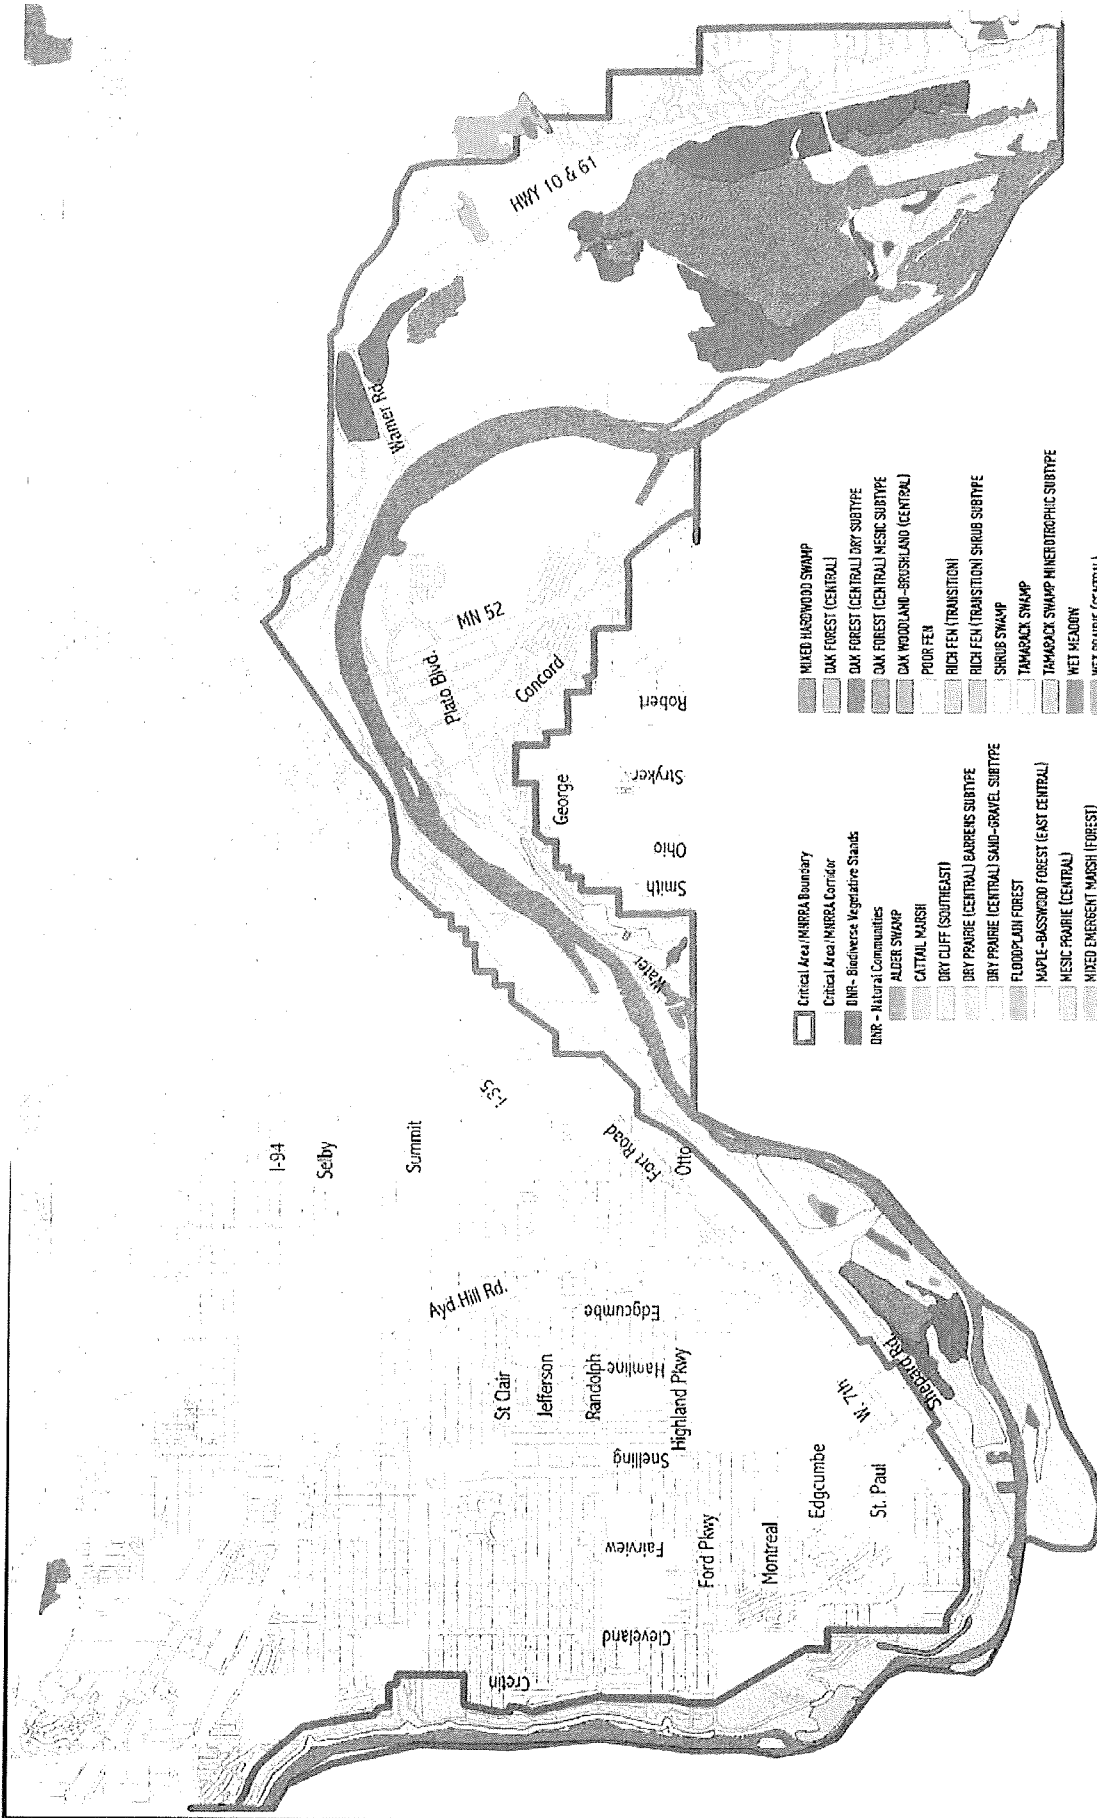 I-94
Selby
Summit
I-35
Ayd Hill Rd.
St Clair
Jefferson
Randolph
Highland Pkwy
Edgcumbe
Hamline
Snelling
Fairview
Cleveland
Cretin
Ford Pkwy
Montreal
Edgcumbe
St. Paul
W. 7th
Shepard Rd.
Fort Road
Otto
Water
Smith
Ohio
Stryker
Robert
George
Concord
Plato Blvd.
MN 52
Warner Rd
HWY 10 & 61
Critical Area/MNRRA Boundary
Critical Area/MNRRA Corridor
DNR- Biodiverse Vegetative Stands
DNR - Natural Communities
ALDER SWAMP
CATTAIL MARSH
DRY CLIFF (SOUTHEAST)
DRY PRAIRIE (CENTRAL) BARRENS SUBTYPE
DRY PRAIRIE (CENTRAL) SAND-GRAVEL SUBTYPE
FLOODPLAIN FOREST
MAPLE-BASSWOOD FOREST (EAST CENTRAL)
MESIC PRAIRIE (CENTRAL)
MIXED EMERGENT MARSH (FOREST)
MIXED HARDWOOD SWAMP
OAK FOREST (CENTRAL)
OAK FOREST (CENTRAL) DRY SUBTYPE
OAK FOREST (CENTRAL) MESIC SUBTYPE
OAK WOODLAND-BRUSHLAND (CENTRAL)
POOR FEN
RICH FEN (TRANSITION)
RICH FEN (TRANSITION) SHRUB SUBTYPE
SHRUB SWAMP
TAMARACK SWAMP
TAMARACK SWAMP MINEROTROPHIC SUBTYPE
WET MEADOW
WET PRAIRIE (CENTRAL)